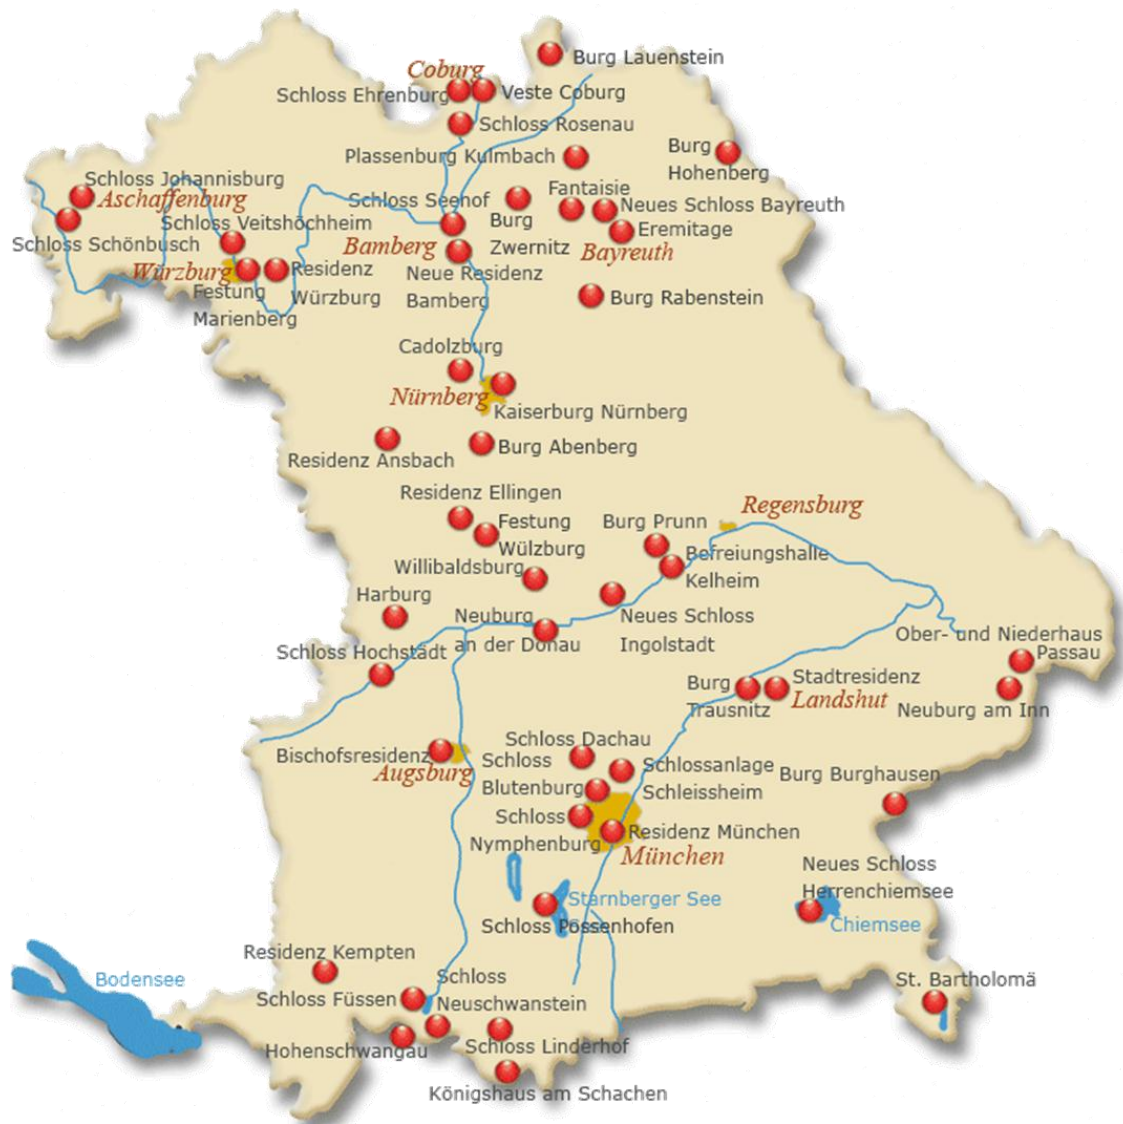 Burg Lauenstein
Coburg
Schloss Ehrenburg
Veste Coburg
Schloss Rosenau
Plassenburg Kulmbach
Burg
Hohenberg
Schloss Johannisburg
Aschaffenburg
Schloss Schönbusch
Schloss Veitshöchheim
Würzburg
Festung
Marienberg
Residenz
Würzburg
Schloss Seehof
Bamberg
Neue Residenz
Bamberg
Burg
Zwernitz
Fantaisie
Neues Schloss Bayreuth
Eremitage
Bayreuth
Burg Rabenstein
Cadolzburg
Nürnberg
Kaiserburg Nürnberg
Residenz Ansbach
Burg Abenberg
Residenz Ellingen
Festung
Wülzburg
Willibaldsburg
Burg Prunn
Regensburg
Befreiungshalle
Kelheim
Harburg
Neuburg
an der Donau
Neues Schloss
Ingolstadt
Schloss Hochstädt
Ober- und Niederhaus
Passau
Neuburg am Inn
Burg
Trausnitz
Stadtresidenz
Landshut
Bischofsresidenz
Augsburg
Schloss Dachau
Schloss
Blutenburg
Schlossanlage
Schleissheim
Burg Burghausen
Schloss
Nymphenburg
Residenz München
München
Neues Schloss
Herrenchiemsee
Chiemsee
Starnberger See
Schloss Possenhofen
Bodensee
Residenz Kempten
Schloss Füssen
Schloss
Neuschwanstein
Hohenschwangau
Schloss Linderhof
Königshaus am Schachen
St. Bartholomä